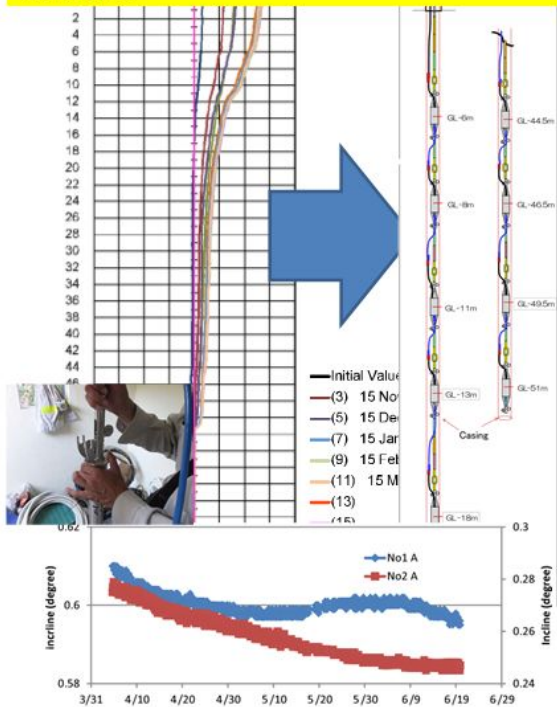 2
4
6
8
10
12
14
16
18
20
22
24
26
28
30
32
34
36
38
40
42
44
46
Initial Value
(3) 15 Nov
(5) 15 De
(7) 15 Jar
(9) 15 Feb
(11) 15 M
(13)
GL-6m
GL-8m
GL-11m
GL-13m
GL-18m
GL-44.5m
GL-46.5m
GL-49.5m
GL-51m
Casing
0.62
0.6
0.58
incrline (degree)
No1 A
No2 A
0.3
0.28
0.26
0.24
Incline (degree)
3/31 4/10 4/20 4/30 5/10 5/20 5/30 6/9 6/19 6/29